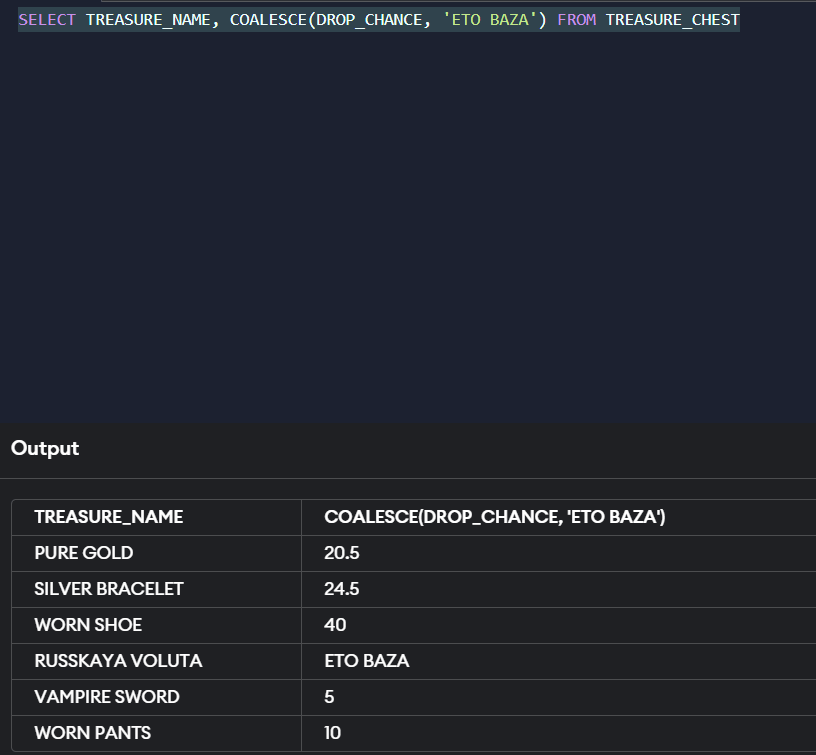 SELECT TREASURE_NAME, COALESCE(DROP_CHANCE, 'ETO BAZA') FROM TREASURE_CHEST
Output
TREASURE_NAME COALESCE(DROP_CHANCE, 'ETO BAZA')
PURE GOLD 20.5
SILVER BRACELET 24.5
WORN SHOE 40
RUSSKAYA VOLUTA ETO BAZA
VAMPIRE SWORD 5
WORN PANTS 10